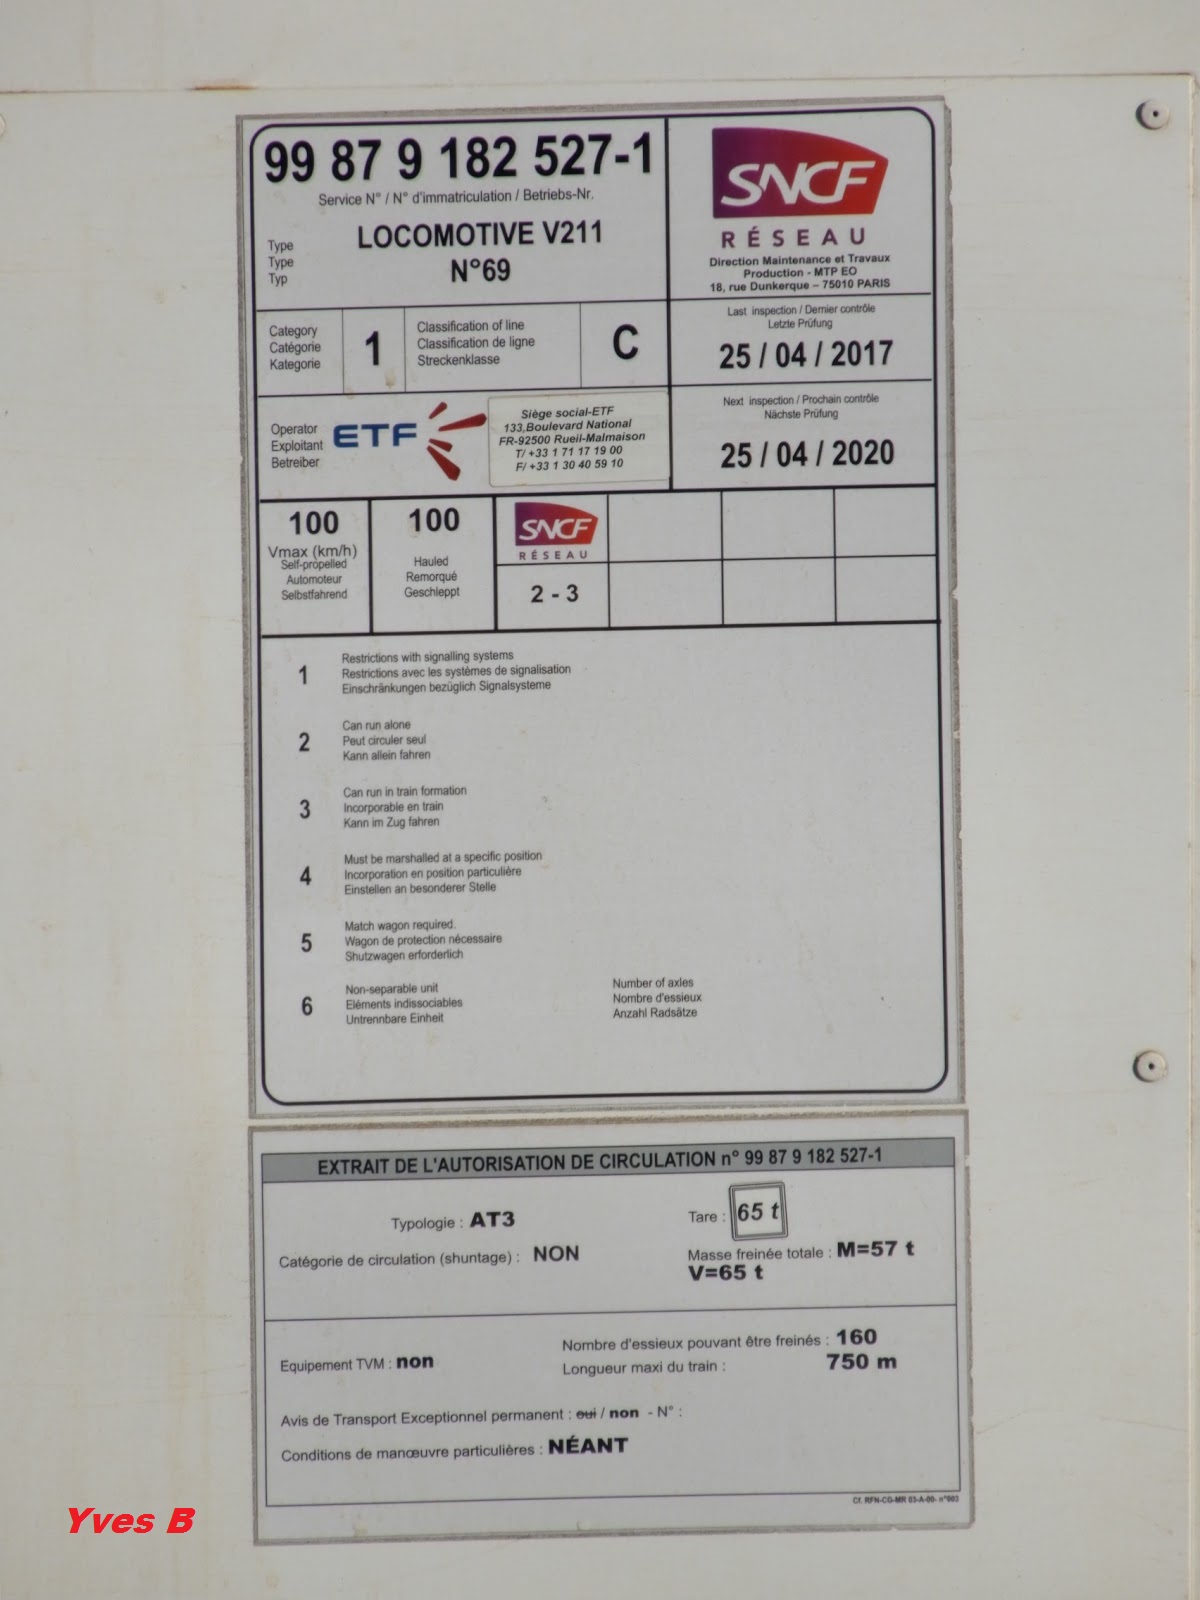 99 87 9 182 527-1
Service N° / N° d'immatriculation / Betriebs-Nr.
Type
Type
Typ
LOCOMOTIVE V211
N°69
SNCF
RÉSEAU
Direction Maintenance et Travaux
Production - MTP EO
18, rue Dunkerque – 75010 PARIS
Category
Catégorie
Kategorie
1
Classification of line
Classification de ligne
Streckenklasse
C
Last inspection / Dernier contrôle
Letzte Prüfung
25 / 04 / 2017
Operator
Exploitant
Betreiber
ETF
Siège social-ETF
133,Boulevard National
FR-92500 Rueil-Malmaison
T/ +33 1 71 17 19 00
F/ +33 1 30 40 59 10
Next inspection / Prochain contrôle
Nächste Prüfung
25 / 04 / 2020
100
Vmax (km/h)
Self-propelled
Automoteur
Selbstfahrend
100
Hauled
Remorqué
Geschleppt
SNCF
RÉSEAU
2 - 3
1
Restrictions with signalling systems
Restrictions avec les systèmes de signalisation
Einschränkungen bezüglich Signalsysteme
2
Can run alone
Peut circuler seul
Kann allein fahren
3
Can run in train formation
Incorporable en train
Kann im Zug fahren
4
Must be marshalled at a specific position
Incorporation en position particulière
Einstellen an besonderer Stelle
5
Match wagon required.
Wagon de protection nécessaire
Shutzwagen erforderlich
6
Non-separable unit
Eléments indissociables
Untrennbare Einheit
Number of axles
Nombre d'essieux
Anzahl Radsätze
EXTRAIT DE L'AUTORISATION DE CIRCULATION n° 99 87 9 182 527-1
Typologie : AT3
Tare : 65 t
Catégorie de circulation (shuntage) : NON
Masse freinée totale : M=57 t
V=65 t
Equipement TVM : non
Nombre d'essieux pouvant être freinés : 160
Longueur maxi du train : 750 m
Avis de Transport Exceptionnel permanent : oui / non - N° :
Conditions de manœuvre particulières : NÉANT
Cf. RFN-CG-MR 03-A-00- n°003
Yves B